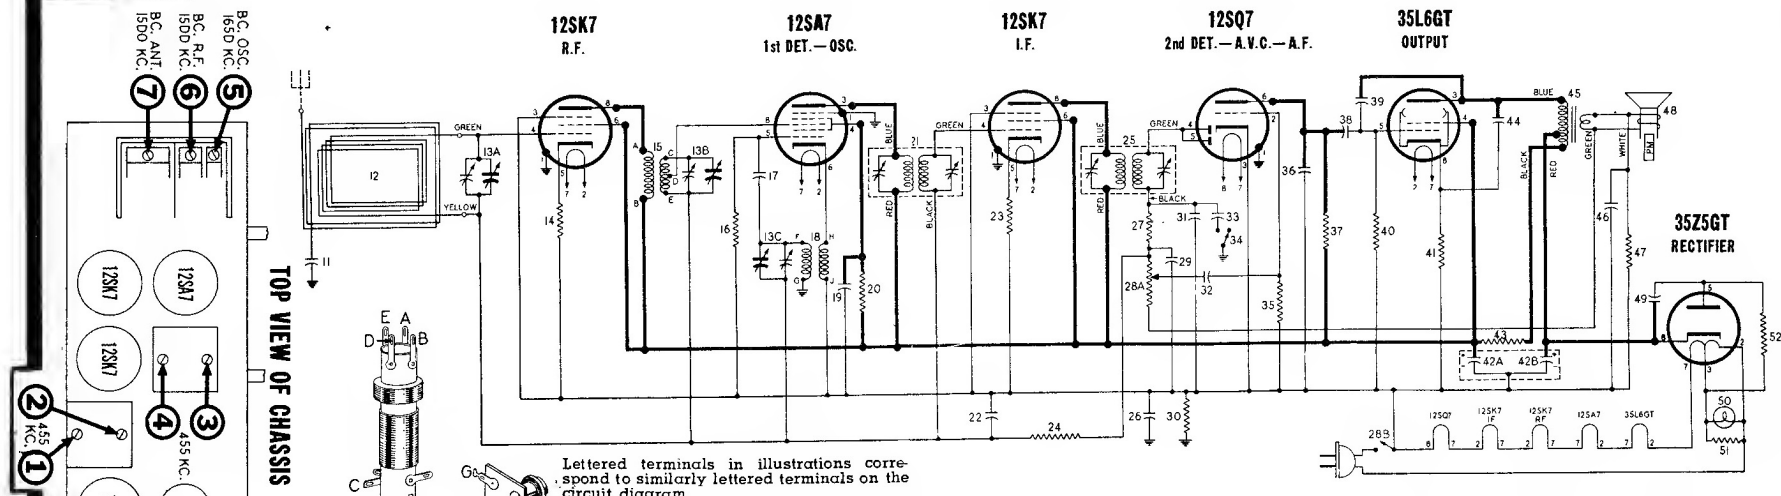 12SK7
R.F.
12SA7
1st DET.—OSC.
12SK7
I.F.
12SQ7
2nd DET.—A.V.C.—A.F.
35L6GT
OUTPUT
35Z5GT
RECTIFIER
B.C. OSC.
165D KC.
B.C. R.F.
15DD KC.
B.C. ANT.
15D0 KC.
7
6
5
12SK7
12SA7
12SK7
TOP VIEW OF CHASSIS
2
1
4
3
455 KC.
455 KC.
12
11
GREEN
YELLOW
13A
14
15
A
B
C
D
E
13B
16
17
13C
18
F
G
H
J
19
20
21
BLUE
RED
GREEN
BLACK
22
23
24
25
BLUE
RED
GREEN
BLACK
26
27
28A
29
30
31
32
33
34
35
36
37
38
39
40
41
42A
42B
43
44
45
BLUE
BLACK
RED
GREEN
WHITE
46
47
48
PM
49
50
51
52
28B
12SQ7
12SK7
IF
12SK7
RF
12SA7
35L6GT
E A
D B
C
G
Lettered terminals in illustrations corre-
spond to similarly lettered terminals on the
circuit diagram